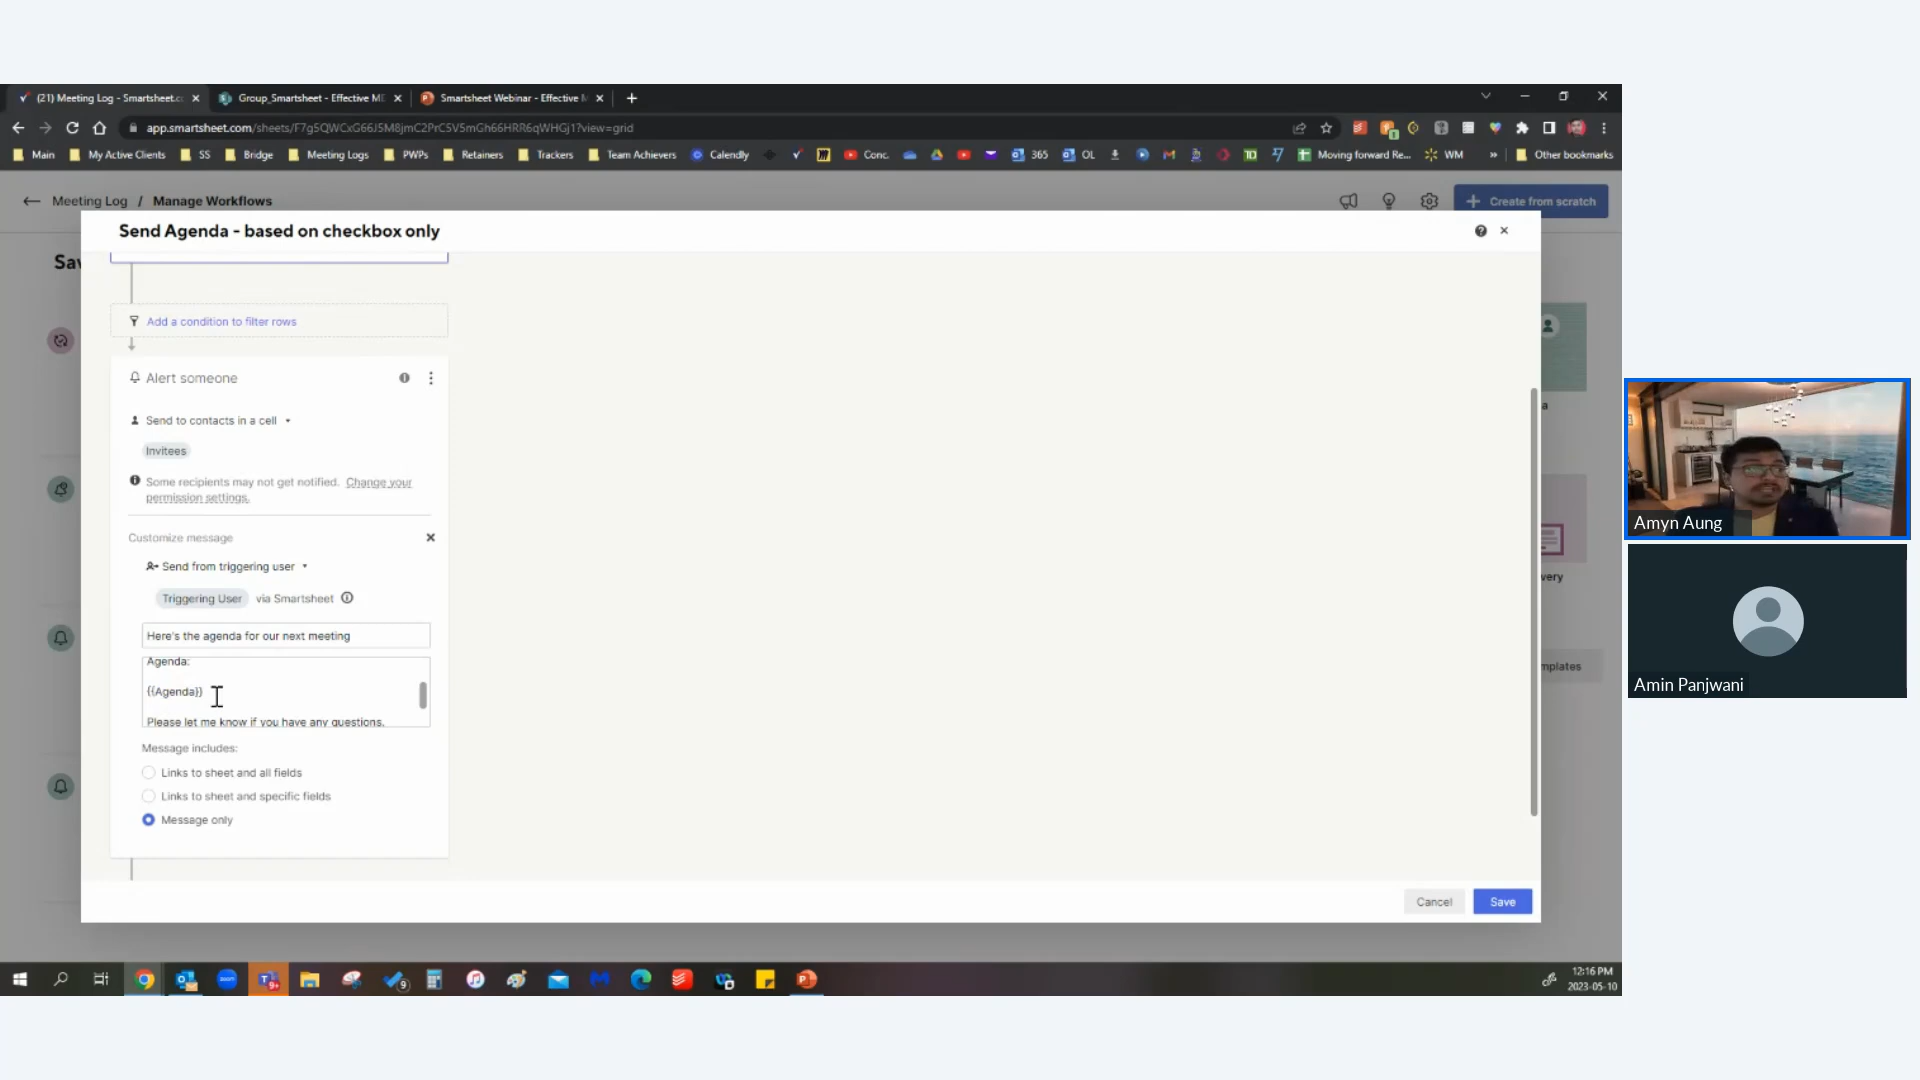 (21) Meeting Log - Smartsheet.c
Group_Smartsheet - Effective ME
Smartsheet Webinar - Effective M
app.smartsheet.com/sheets/F7g5QWCxG66J5M8jmC2PrC5V5mGh66HRR6qWHGj1?view=grid
Main
My Active Clients
SS
Bridge
Meeting Logs
PWPs
Retainers
Trackers
Team Achievers
Calendly
Conc.
365
OL
Moving forward Re...
WM
»
Other bookmarks
Meeting Log / Manage Workflows
Create from scratch
Sav
Send Agenda - based on checkbox only
Add a condition to filter rows
Alert someone
Send to contacts in a cell
Invitees
Some recipients may not get notified. Change your
permission settings.
Customize message
Send from triggering user
Triggering User via Smartsheet
Here's the agenda for our next meeting
Agenda:
{{Agenda}}
Please let me know if you have any questions.
Message includes:
Links to sheet and all fields
Links to sheet and specific fields
Message only
a
very
mplates
Cancel
Save
12:16 PM
2023-05-10
Amyn Aung
Amin Panjwani